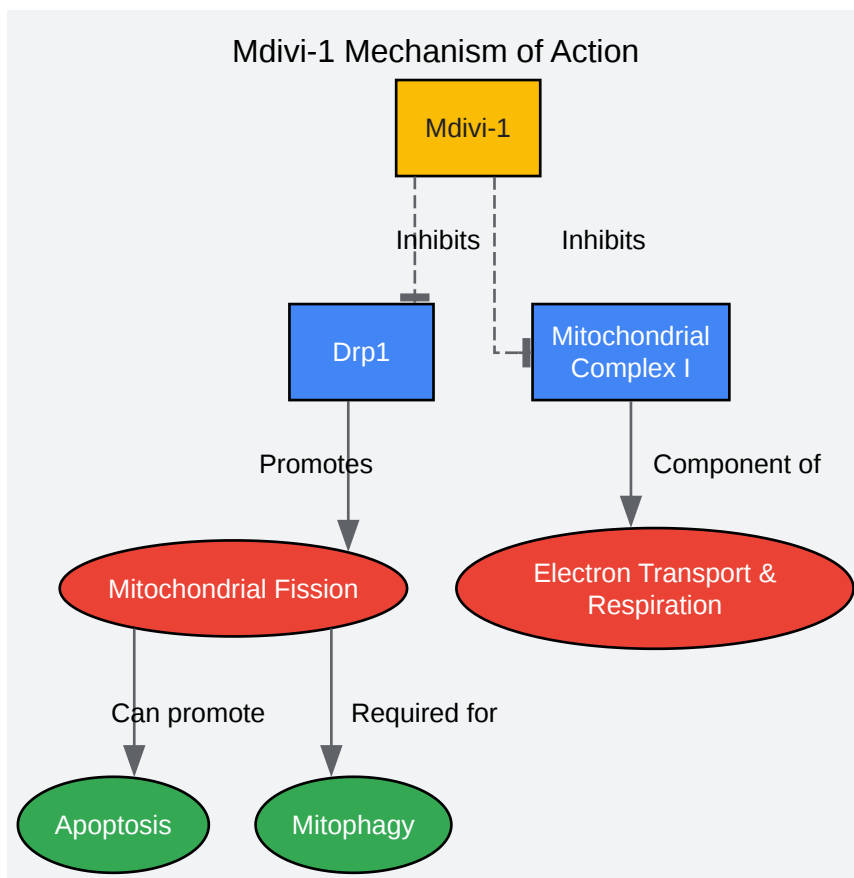 Mdivi-1 Mechanism of Action
Mdivi-1
Inhibits
Inhibits
Drp1
Mitochondrial
Complex I
Promotes
Component of
Mitochondrial Fission
Electron Transport &
Respiration
Can promote
Required for
Apoptosis
Mitophagy